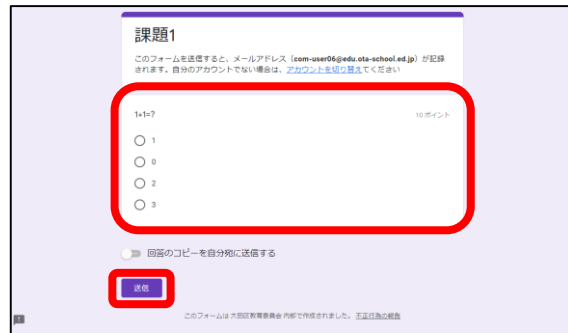 課題1
このフォームを送信すると、メールアドレス（com-user06@edu.ota-school.ed.jp）が記録
されます。自分のアカウントでない場合は、アカウントを切り替えてください
1+1=?
10 ポイント
1
0
2
3
回答のコピーを自分宛に送信する
送信
このフォームは 大田区教育委員会 内部で作成されました。 不正行為の報告